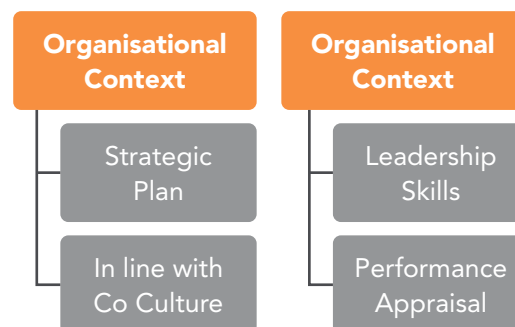 Organisational
Context
Strategic
Plan
In line with
Co Culture
Organisational
Context
Leadership
Skills
Performance
Appraisal